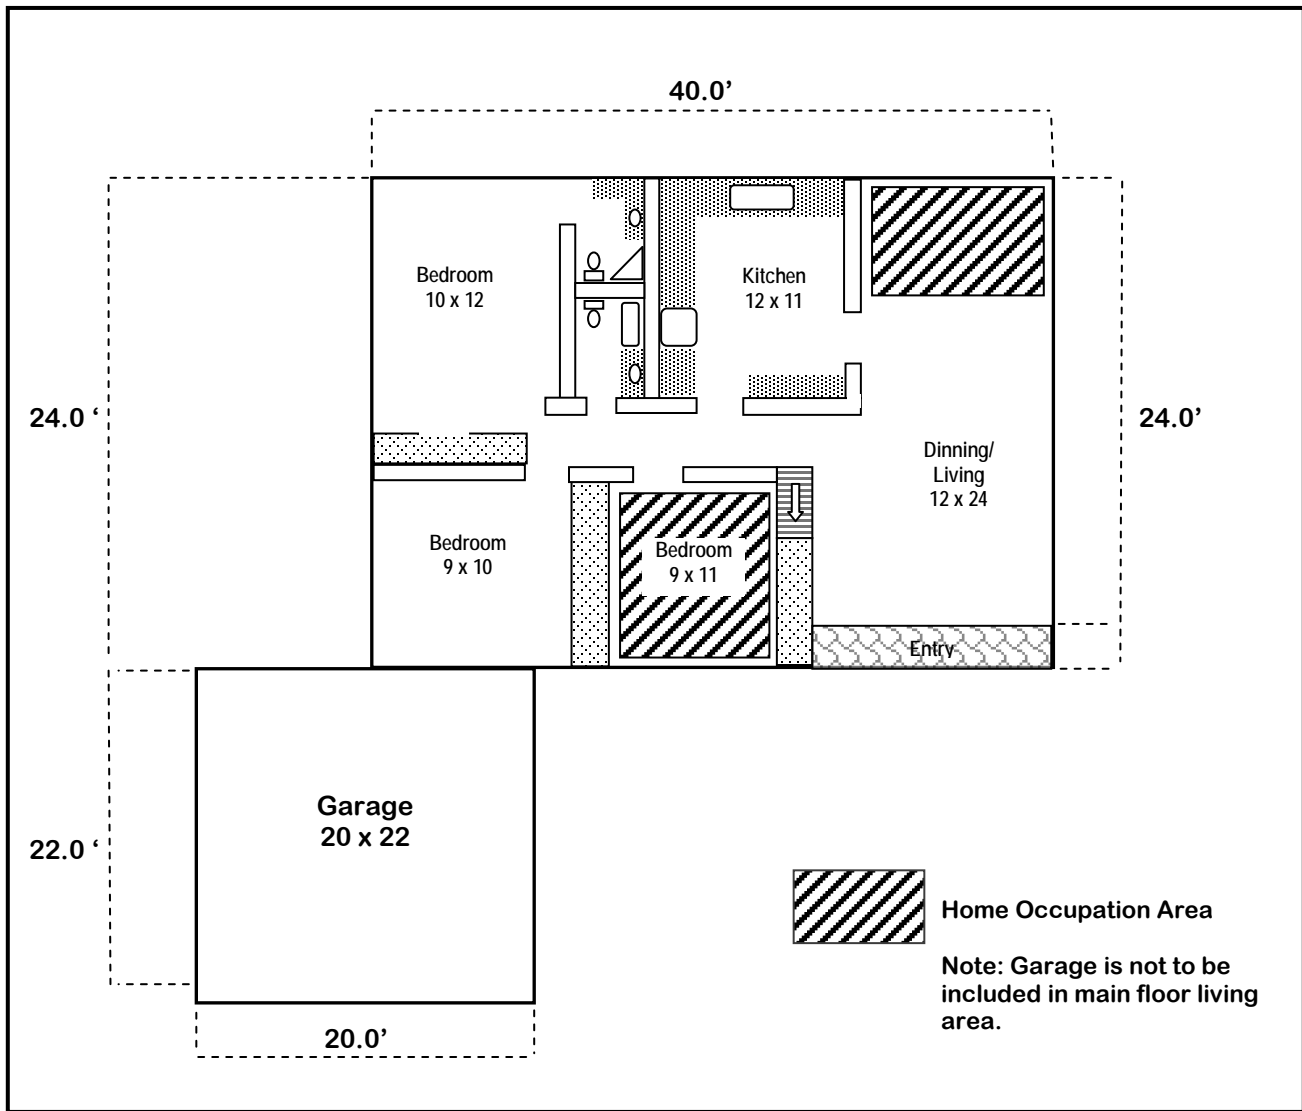 40.0’
Bedroom
10 x 12
Kitchen
12 x 11
24.0 ‘
24.0’
Dinning/
Living
12 x 24
Bedroom
9 x 10
Bedroom
9 x 11
Entry
Garage
20 x 22
22.0 ‘
20.0’
Home Occupation Area
Note: Garage is not to be
included in main floor living
area.